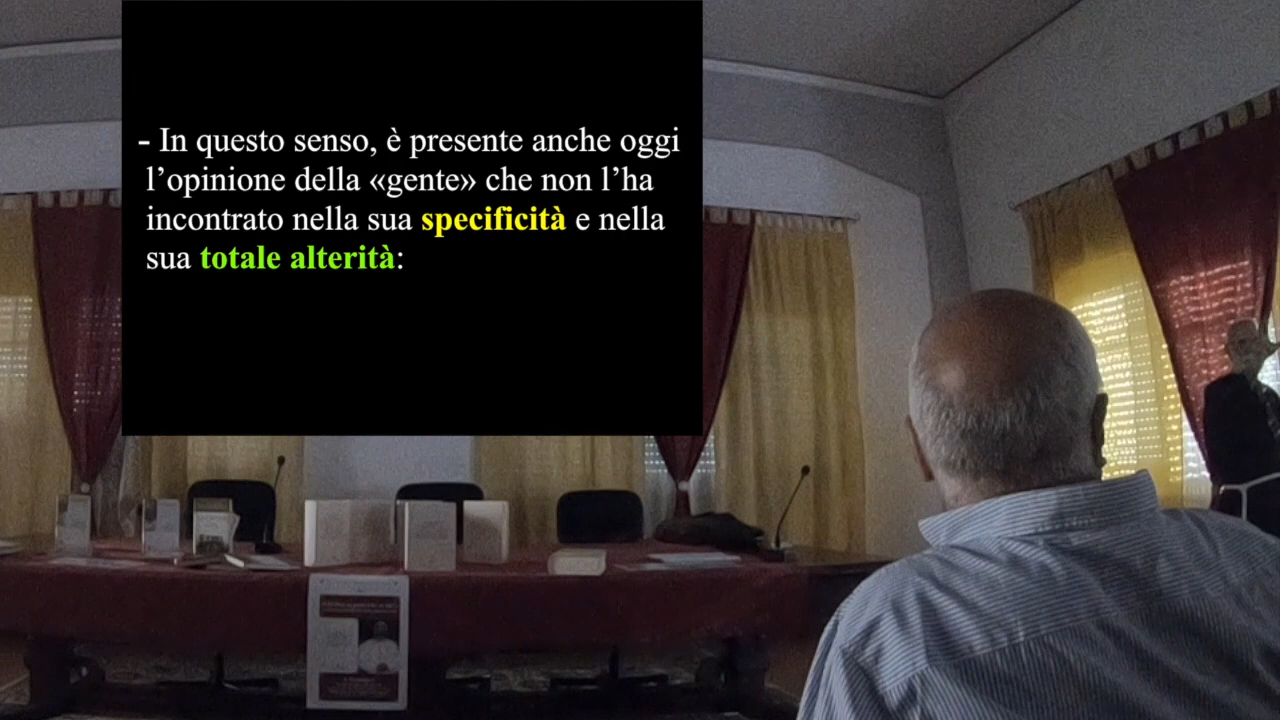 - In questo senso, è presente anche oggi
l’opinione della «gente» che non l’ha
incontrato nella sua specificità e nella
sua totale alterità: